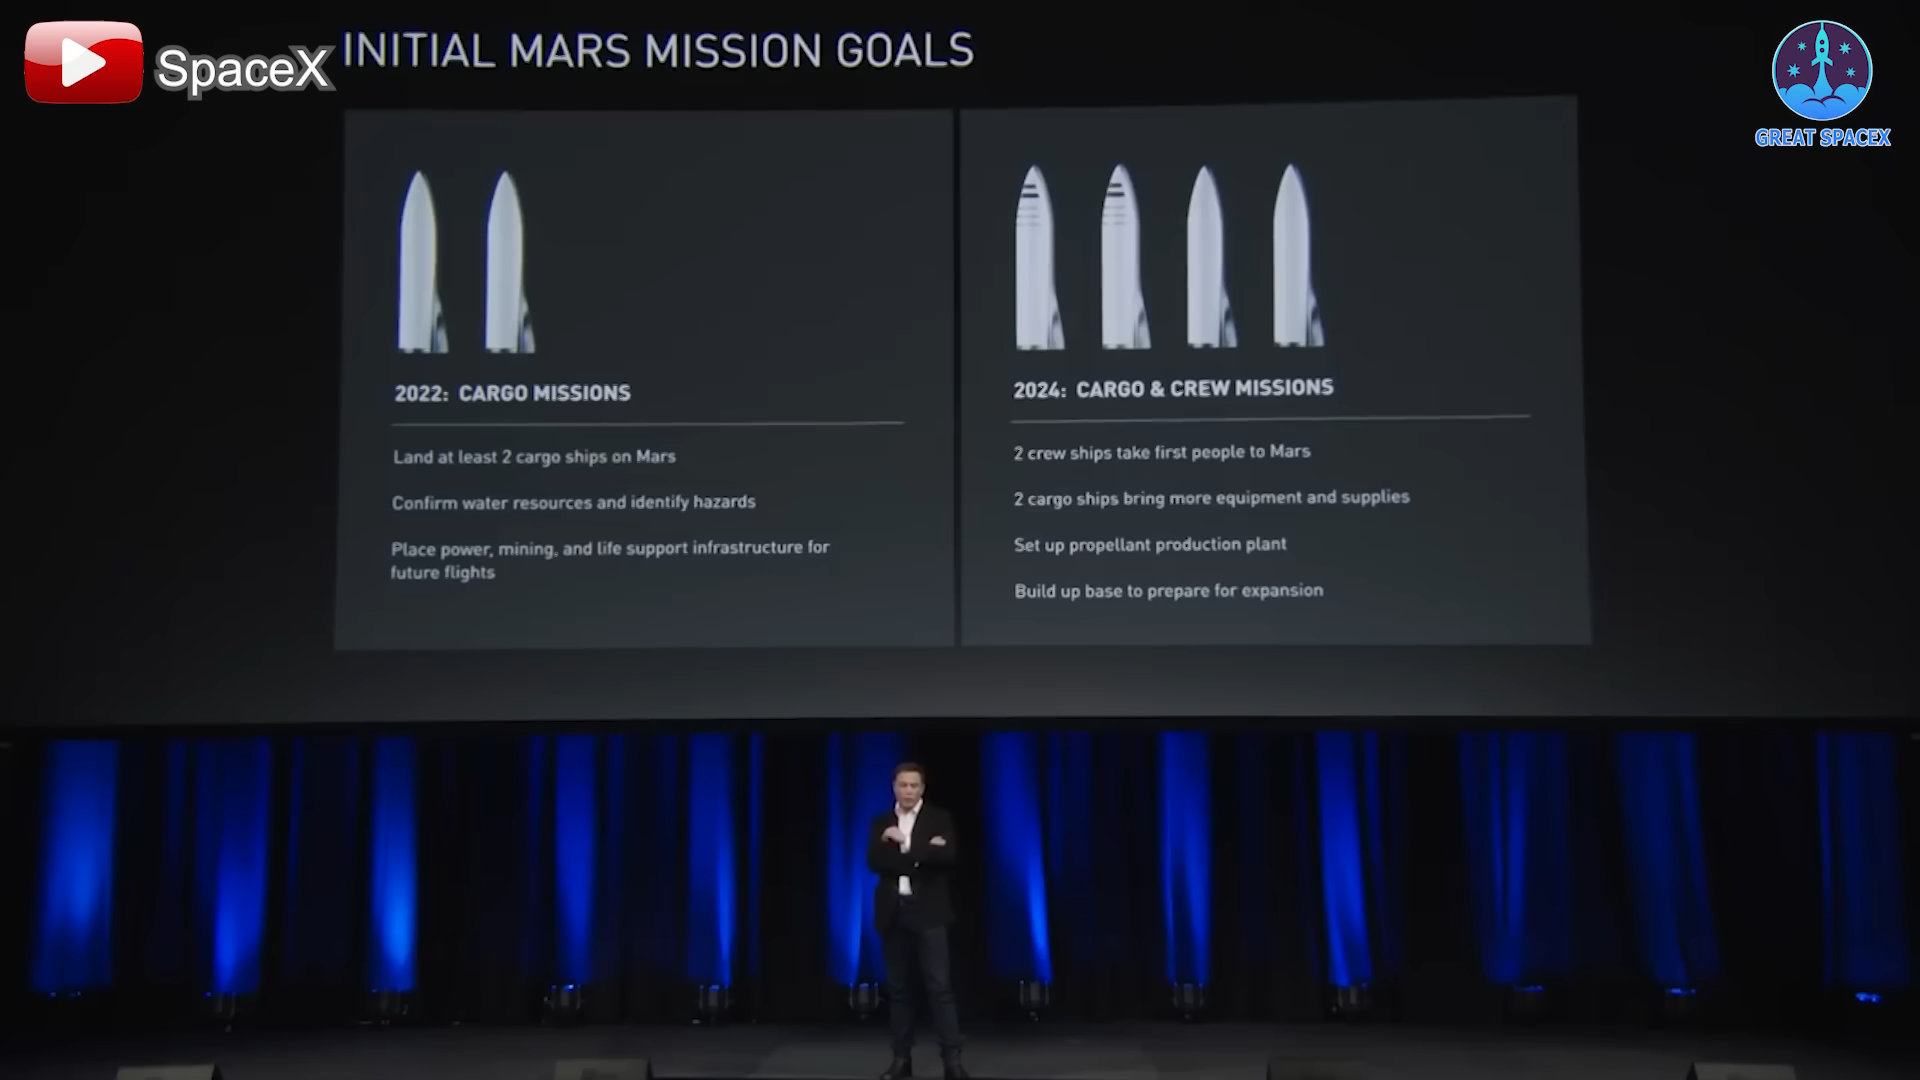 SpaceX
INITIAL MARS MISSION GOALS
GREAT SPACEX
2022: CARGO MISSIONS
Land at least 2 cargo ships on Mars
Confirm water resources and identify hazards
Place power, mining, and life support infrastructure for
future flights
2024: CARGO & CREW MISSIONS
2 crew ships take first people to Mars
2 cargo ships bring more equipment and supplies
Set up propellant production plant
Build up base to prepare for expansion